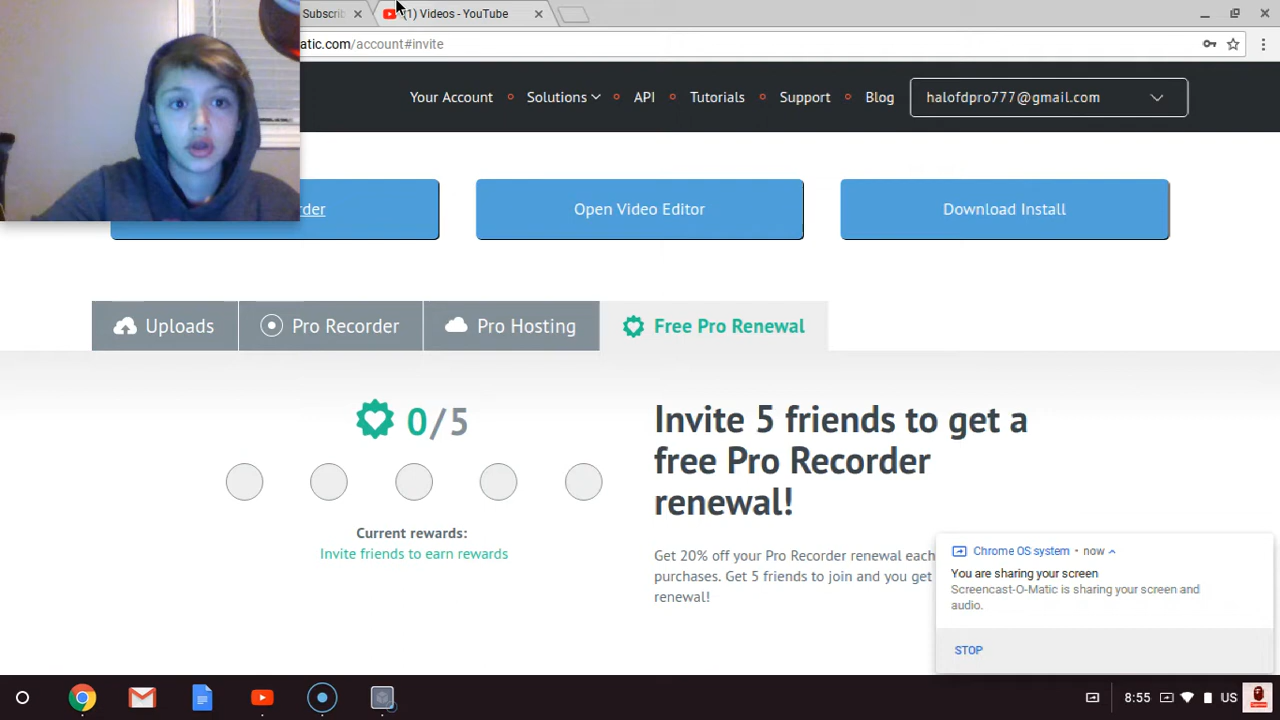 Subscrib
(1) Videos - YouTube
atic.com/account#invite
Your Account
Solutions
API
Tutorials
Support
Blog
halofdpro777@gmail.com
rder
Open Video Editor
Download Install
Uploads
Pro Recorder
Pro Hosting
Free Pro Renewal
0/5
Current rewards:
Invite friends to earn rewards
Invite 5 friends to get a
free Pro Recorder
renewal!
Get 20% off your Pro Recorder renewal each
purchases. Get 5 friends to join and you get
renewal!
Chrome OS system • now
You are sharing your screen
Screencast-O-Matic is sharing your screen and
audio.
STOP
8:55
US